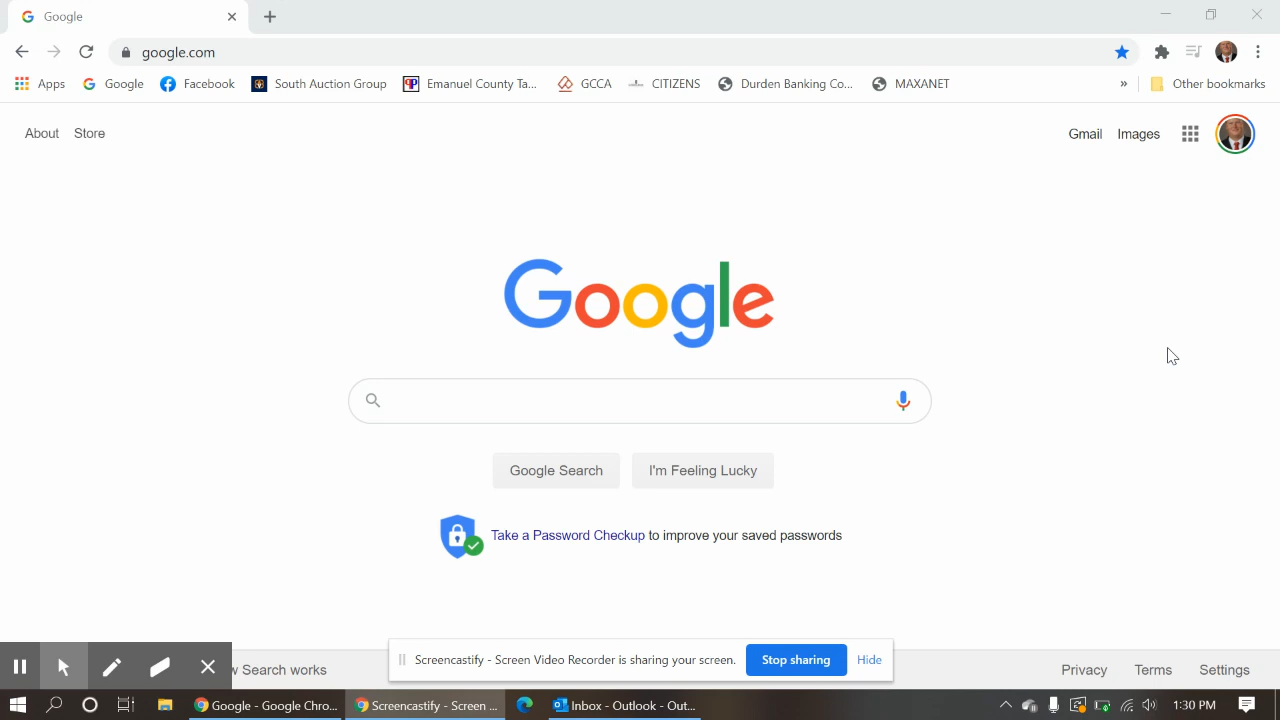 Google
google.com
Apps Google Facebook South Auction Group Emanuel County Ta... GCCA CITIZENS Durden Banking Co... MAXANET » Other bookmarks
About Store Gmail Images
Google
Google Search I'm Feeling Lucky
Take a Password Checkup to improve your saved passwords
w Search works Screencastify - Screen Video Recorder is sharing your screen. Stop sharing Hide Privacy Terms Settings
Google - Google Chro... Screencastify - Screen ... Inbox - Outlook - Out... 1:30 PM